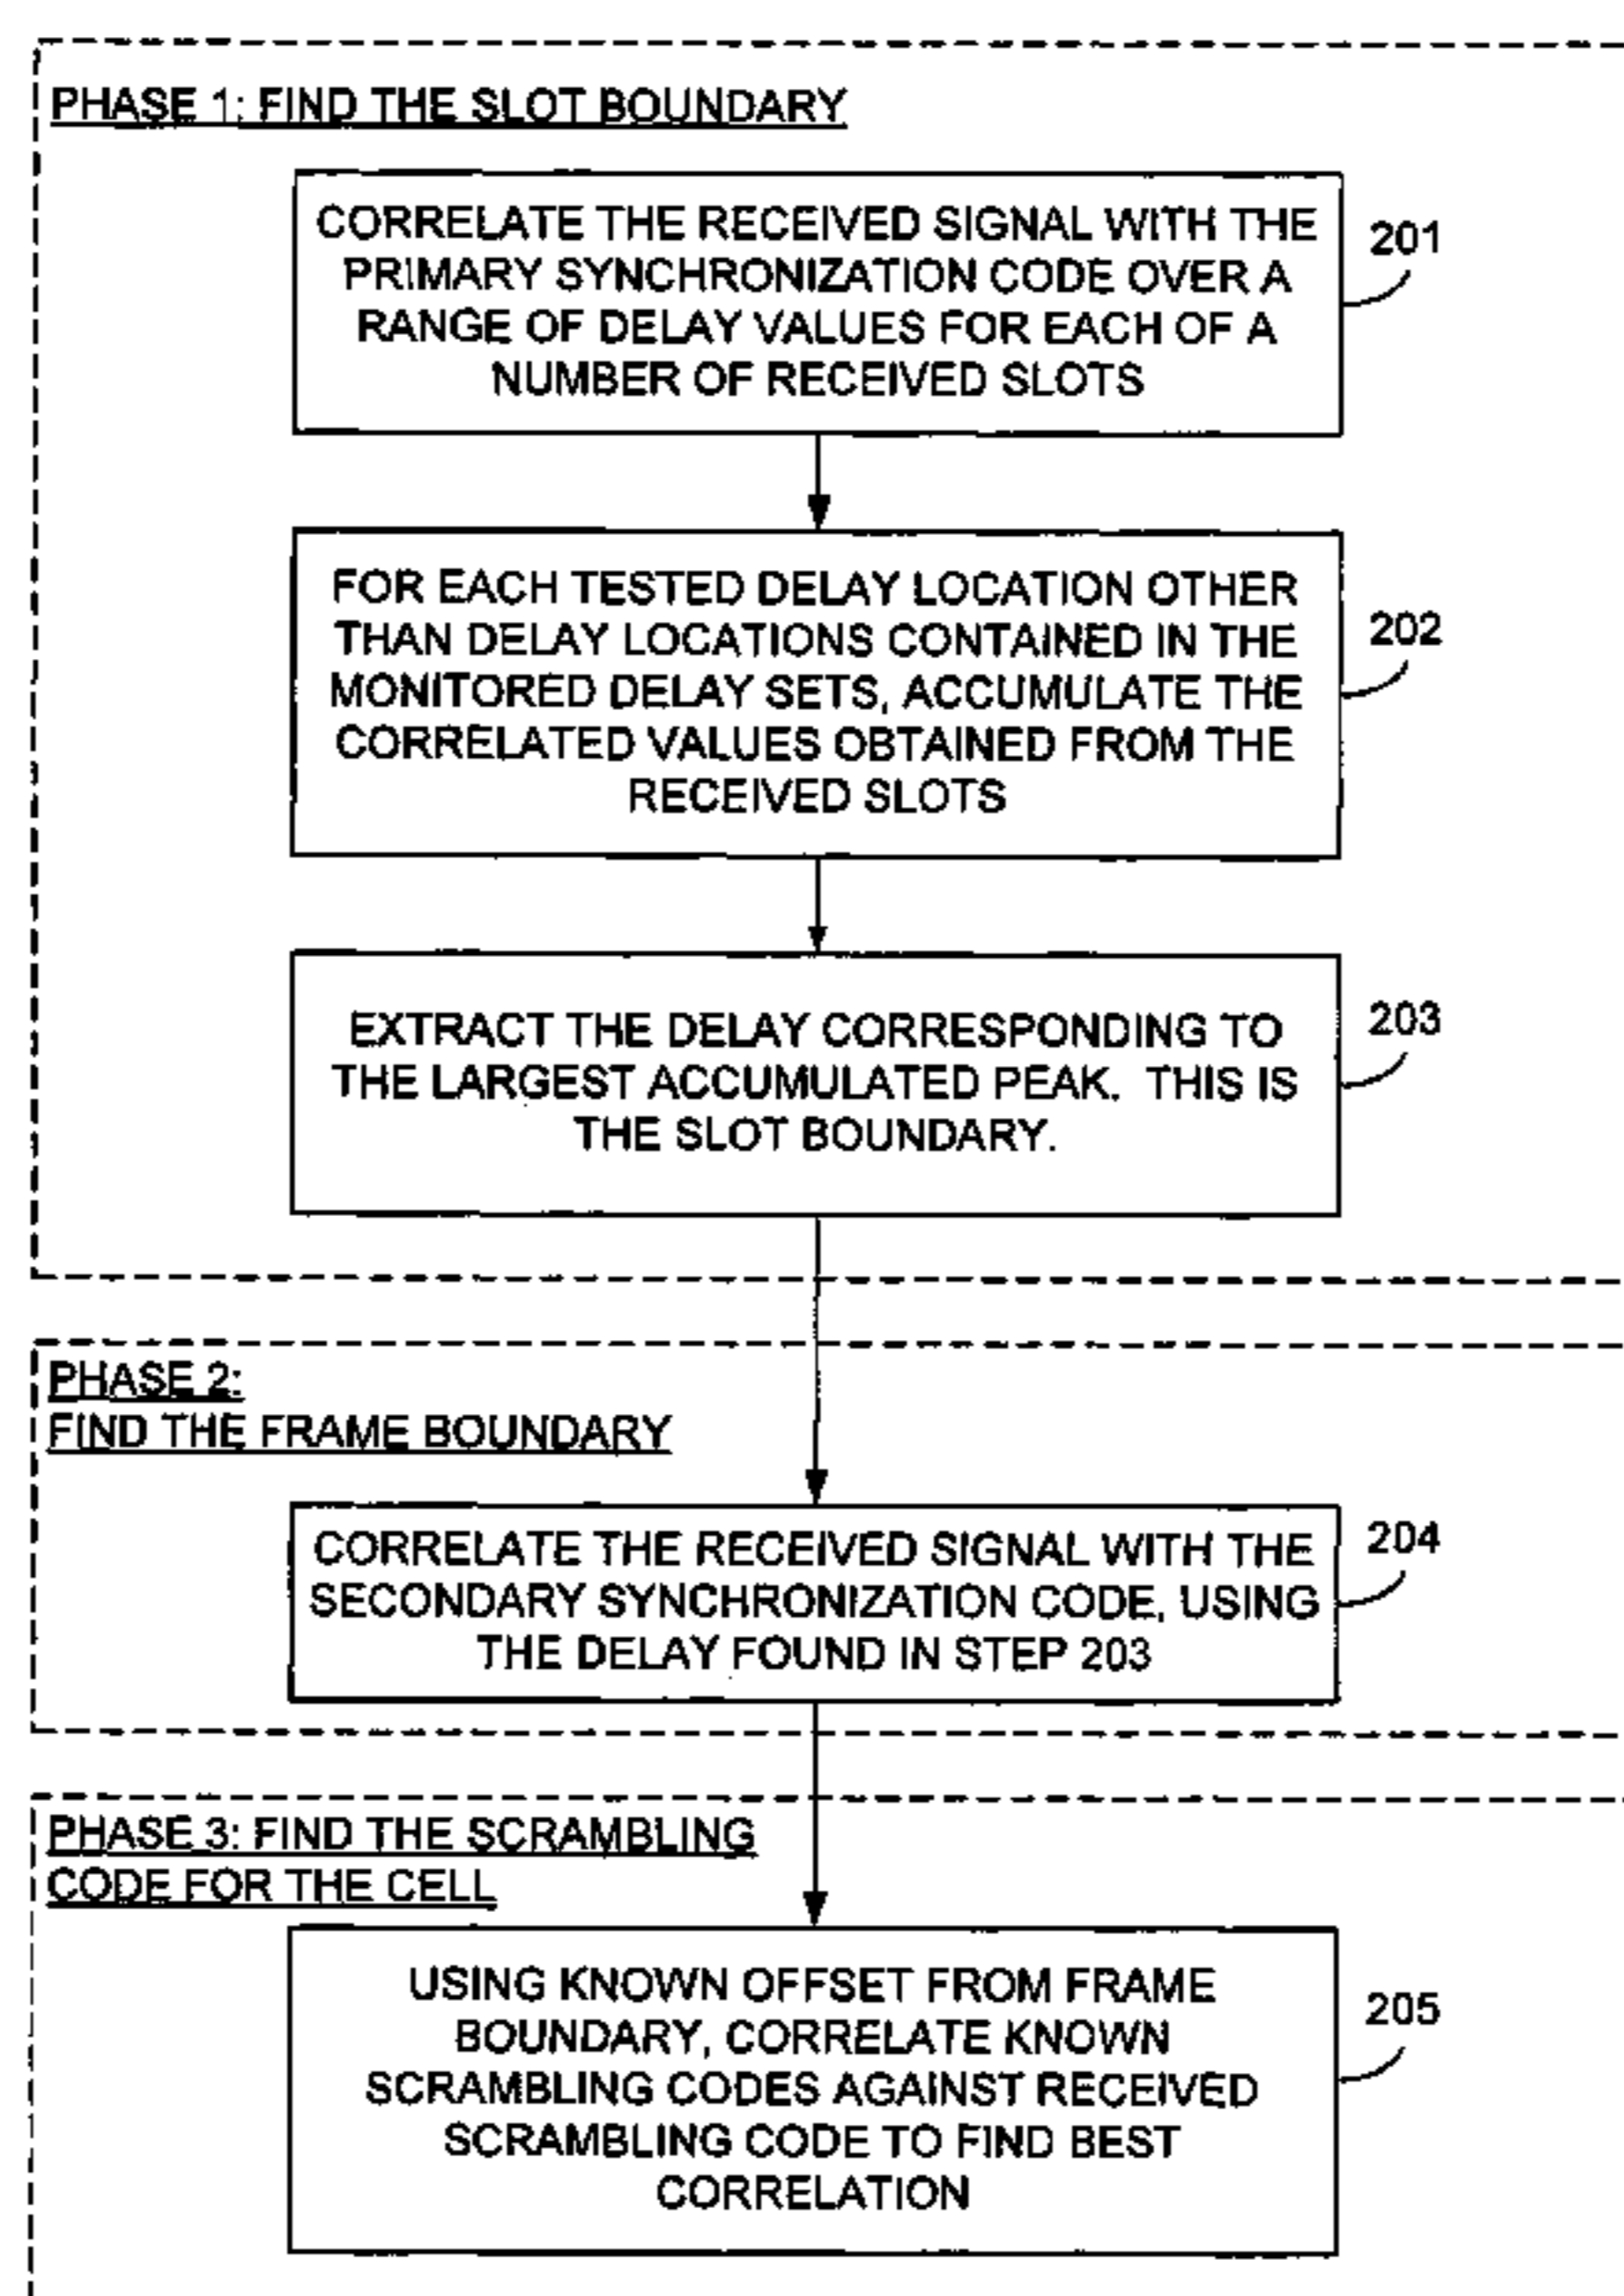 PHASE 1: FIND THE SLOT BOUNDARY
CORRELATE THE RECEIVED SIGNAL WITH THE
PRIMARY SYNCHRONIZATION CODE OVER A
RANGE OF DELAY VALUES FOR EACH OF A
NUMBER OF RECEIVED SLOTS
201
FOR EACH TESTED DELAY LOCATION OTHER
THAN DELAY LOCATIONS CONTAINED IN THE
MONITORED DELAY SETS, ACCUMULATE THE
CORRELATED VALUES OBTAINED FROM THE
RECEIVED SLOTS
202
EXTRACT THE DELAY CORRESPONDING TO
THE LARGEST ACCUMULATED PEAK. THIS IS
THE SLOT BOUNDARY.
203
PHASE 2:
FIND THE FRAME BOUNDARY
CORRELATE THE RECEIVED SIGNAL WITH THE
SECONDARY SYNCHRONIZATION CODE, USING
THE DELAY FOUND IN STEP 203
204
PHASE 3: FIND THE SCRAMBLING
CODE FOR THE CELL
USING KNOWN OFFSET FROM FRAME
BOUNDARY, CORRELATE KNOWN
SCRAMBLING CODES AGAINST RECEIVED
SCRAMBLING CODE TO FIND BEST
CORRELATION
205